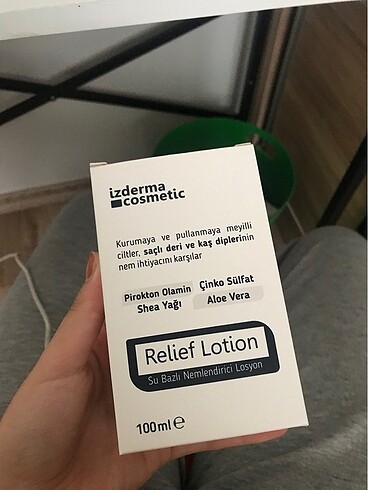 izderma
cosmetic
Kurumaya ve pullanmaya meyilli
ciltler, saçlı deri ve kaş diplerinin
nem ihtiyacını karşılar
Pirokton Olamin Çinko Sülfat
Shea Yağı Aloe Vera
Relief Lotion
Su Bazlı Nemlendirici Losyon
100ml ℮